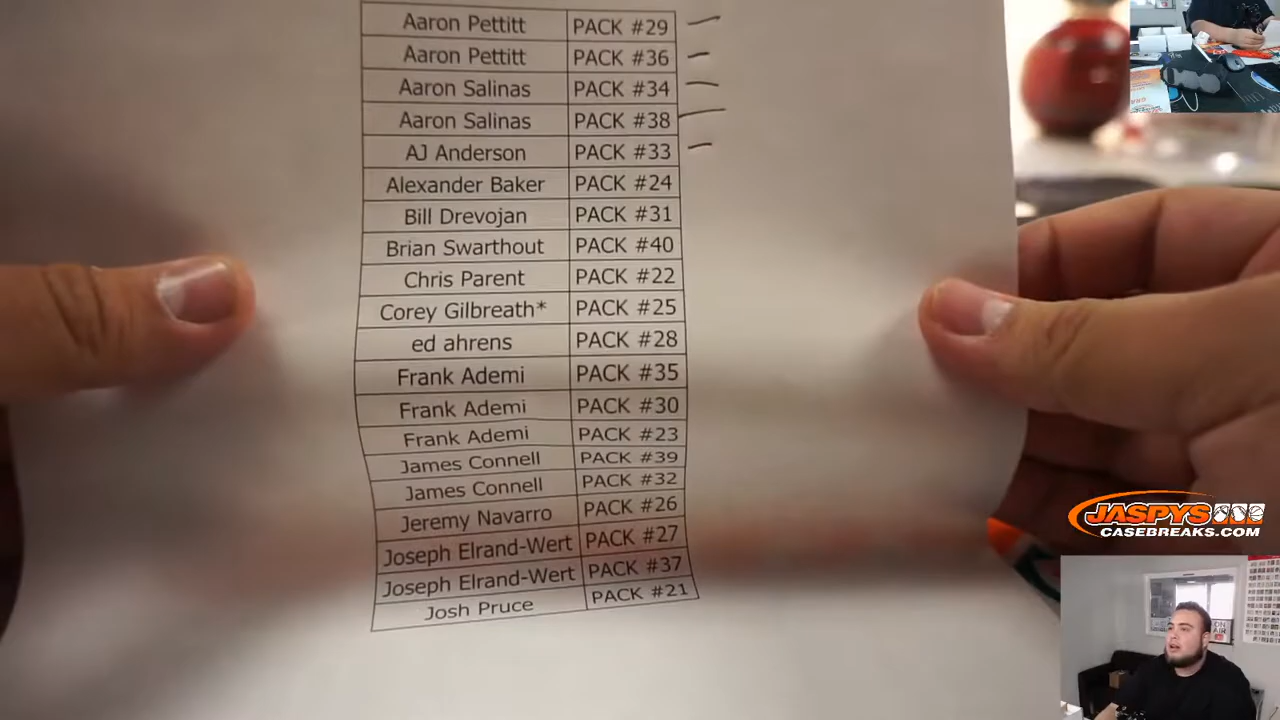 Aaron Pettitt PACK #29
Aaron Pettitt PACK #36
Aaron Salinas PACK #34
Aaron Salinas PACK #38
AJ Anderson PACK #33
Alexander Baker PACK #24
Bill Drevojan PACK #31
Brian Swarthout PACK #40
Chris Parent PACK #22
Corey Gilbreath* PACK #25
ed ahrens PACK #28
Frank Ademi PACK #35
Frank Ademi PACK #30
Frank Ademi PACK #23
James Connell PACK #39
James Connell PACK #32
Jeremy Navarro PACK #26
Joseph Elrand-Wert PACK #27
Joseph Elrand-Wert PACK #37
Josh Pruce PACK #21
JASPYS
CASEBREAKS.COM
ON AIR